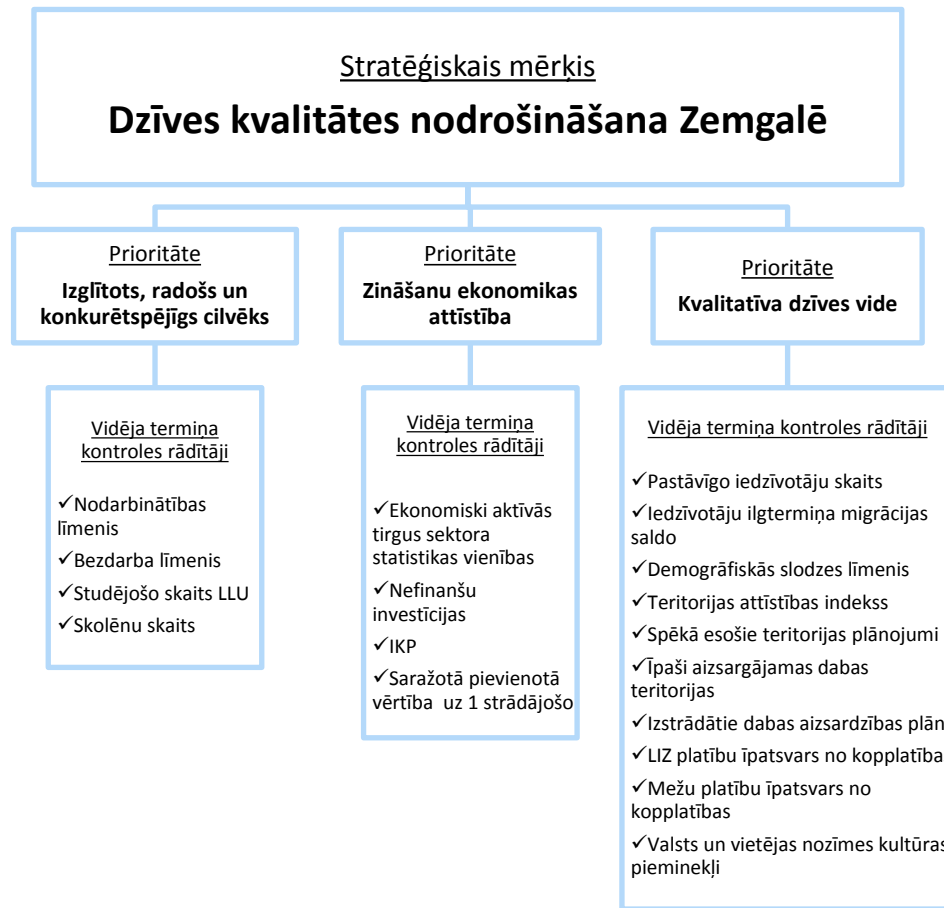 Stratēģiskais mērķis
Dzīves kvalitātes nodrošināšana Zemgalē
Prioritāte
Izglītots, radošs un
konkurētspējīgs cilvēks
Prioritāte
Zināšanu ekonomikas
attīstība
Prioritāte
Kvalitatīva dzīves vide
Vidēja termiņa
kontroles rādītāji
✓Nodarbinātības
līmenis
✓Bezdarba līmenis
✓Studējošo skaits LLU
✓Skolēnu skaits
Vidēja termiņa
kontroles rādītāji
✓Ekonomiski aktīvās
tirgus sektora
statistikas vienības
✓Nefinanšu
investīcijas
✓IKP
✓Saražotā pievienotā
vērtība uz 1 strādājošo
Vidēja termiņa kontroles rādītāji
✓Pastāvīgo iedzīvotāju skaits
✓Iedzīvotāju ilgtermiņa migrācijas
saldo
✓Demogrāfiskās slodzes līmenis
✓Teritorijas attīstības indekss
✓Spēkā esošie teritorijas plānojumi
✓Īpaši aizsargājamas dabas
teritorijas
✓Izstrādātie dabas aizsardzības plān
✓LIZ platību īpatsvars no kopplatība
✓Mežu platību īpatsvars no
kopplatības
✓Valsts un vietējas nozīmes kultūras
pieminekļi